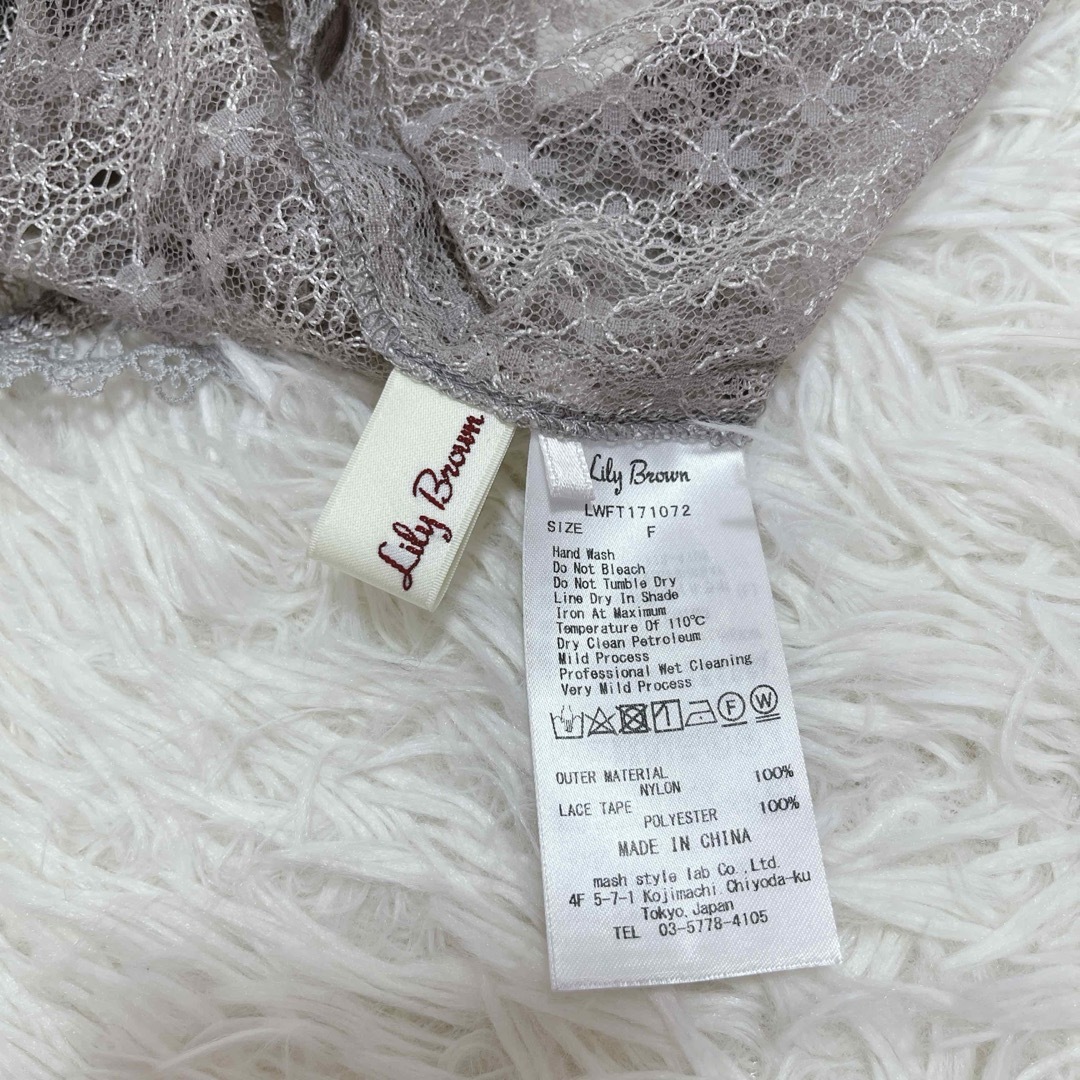 Lily Brown
Lily Brown
LWFT171072
SIZE F
Hand Wash
Do Not Bleach
Do Not Tumble Dry
Line Dry In Shade
Iron At Maximum
Temperature Of 110℃
Dry Clean Petroleum
Mild Process
Professional Wet Cleaning
Very Mild Process
F W
OUTER MATERIAL
NYLON 100%
LACE TAPE
POLYESTER 100%
MADE IN CHINA
mash style lab Co.,Ltd.
4F 5-7-1 Kojimachi Chiyoda-ku
Tokyo,Japan
TEL 03-5778-4105